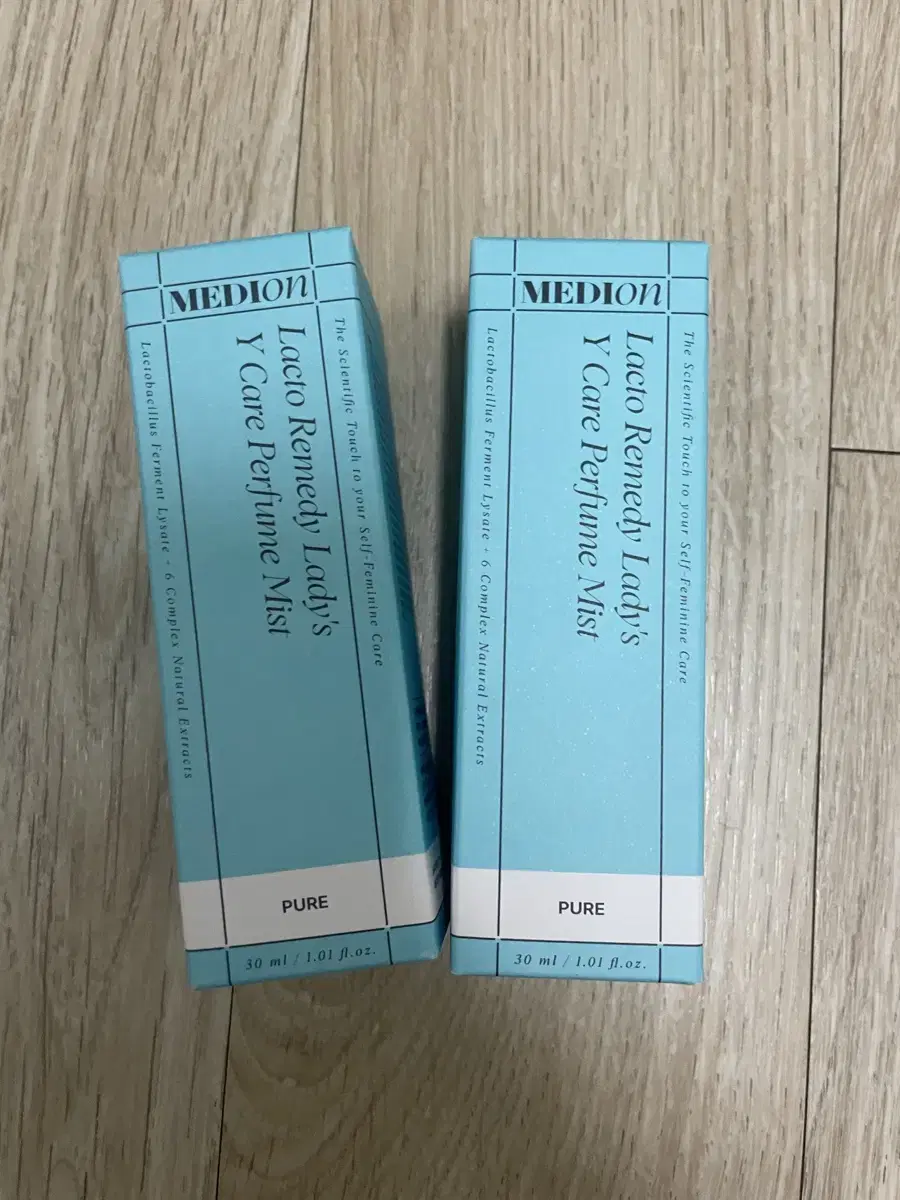 MEDIon
The Scientific Touch to your Self-Feminine Care
Lacto Remedy Lady's
Y Care Perfume Mist
Lactobacillus Ferment Lysate + 6 Complex Natural Extracts
PURE
30 ml / 1.01 fl.oz.
MEDIon
The Scientific Touch to your Self-Feminine Care
Lacto Remedy Lady's
Y Care Perfume Mist
Lactobacillus Ferment Lysate + 6 Complex Natural Extracts
PURE
30 ml / 1.01 fl.oz.